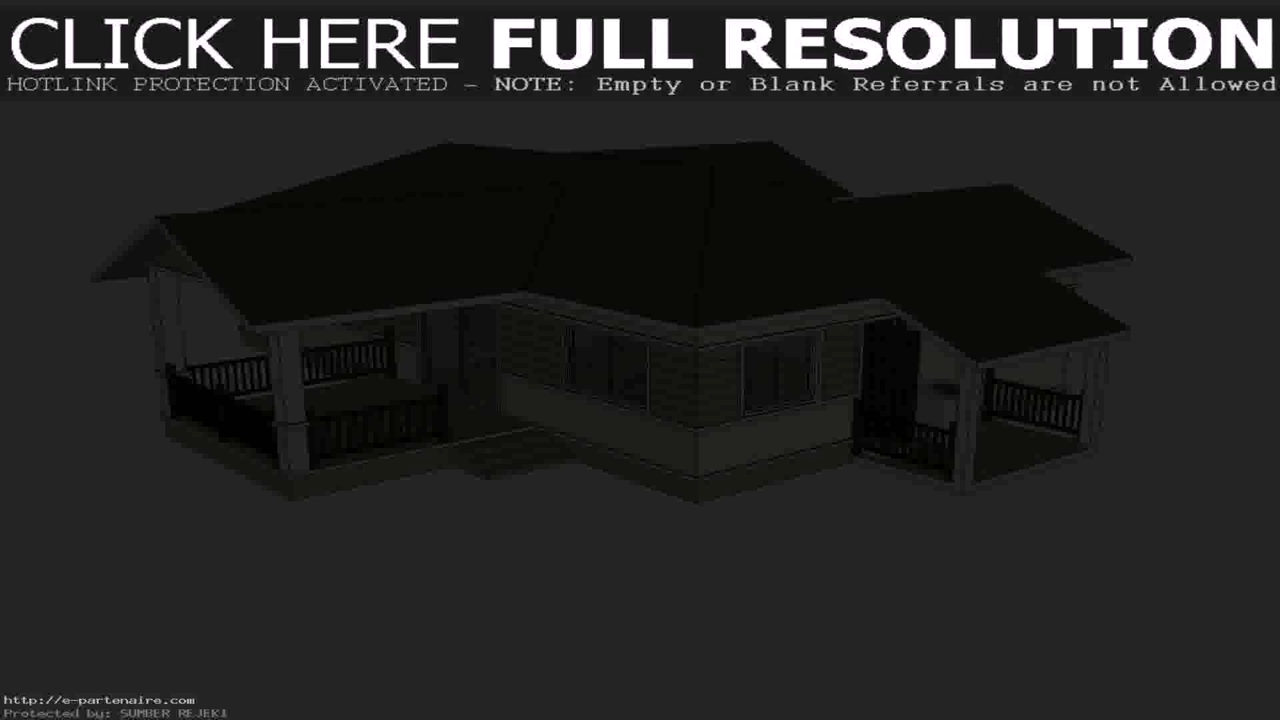 CLICK HERE FULL RESOLUTION
HOTLINK PROTECTION ACTIVATED - NOTE: Empty or Blank Referrals are not Allowed
http://e-partenaire.com
Protected by: SUMBER REJEKI